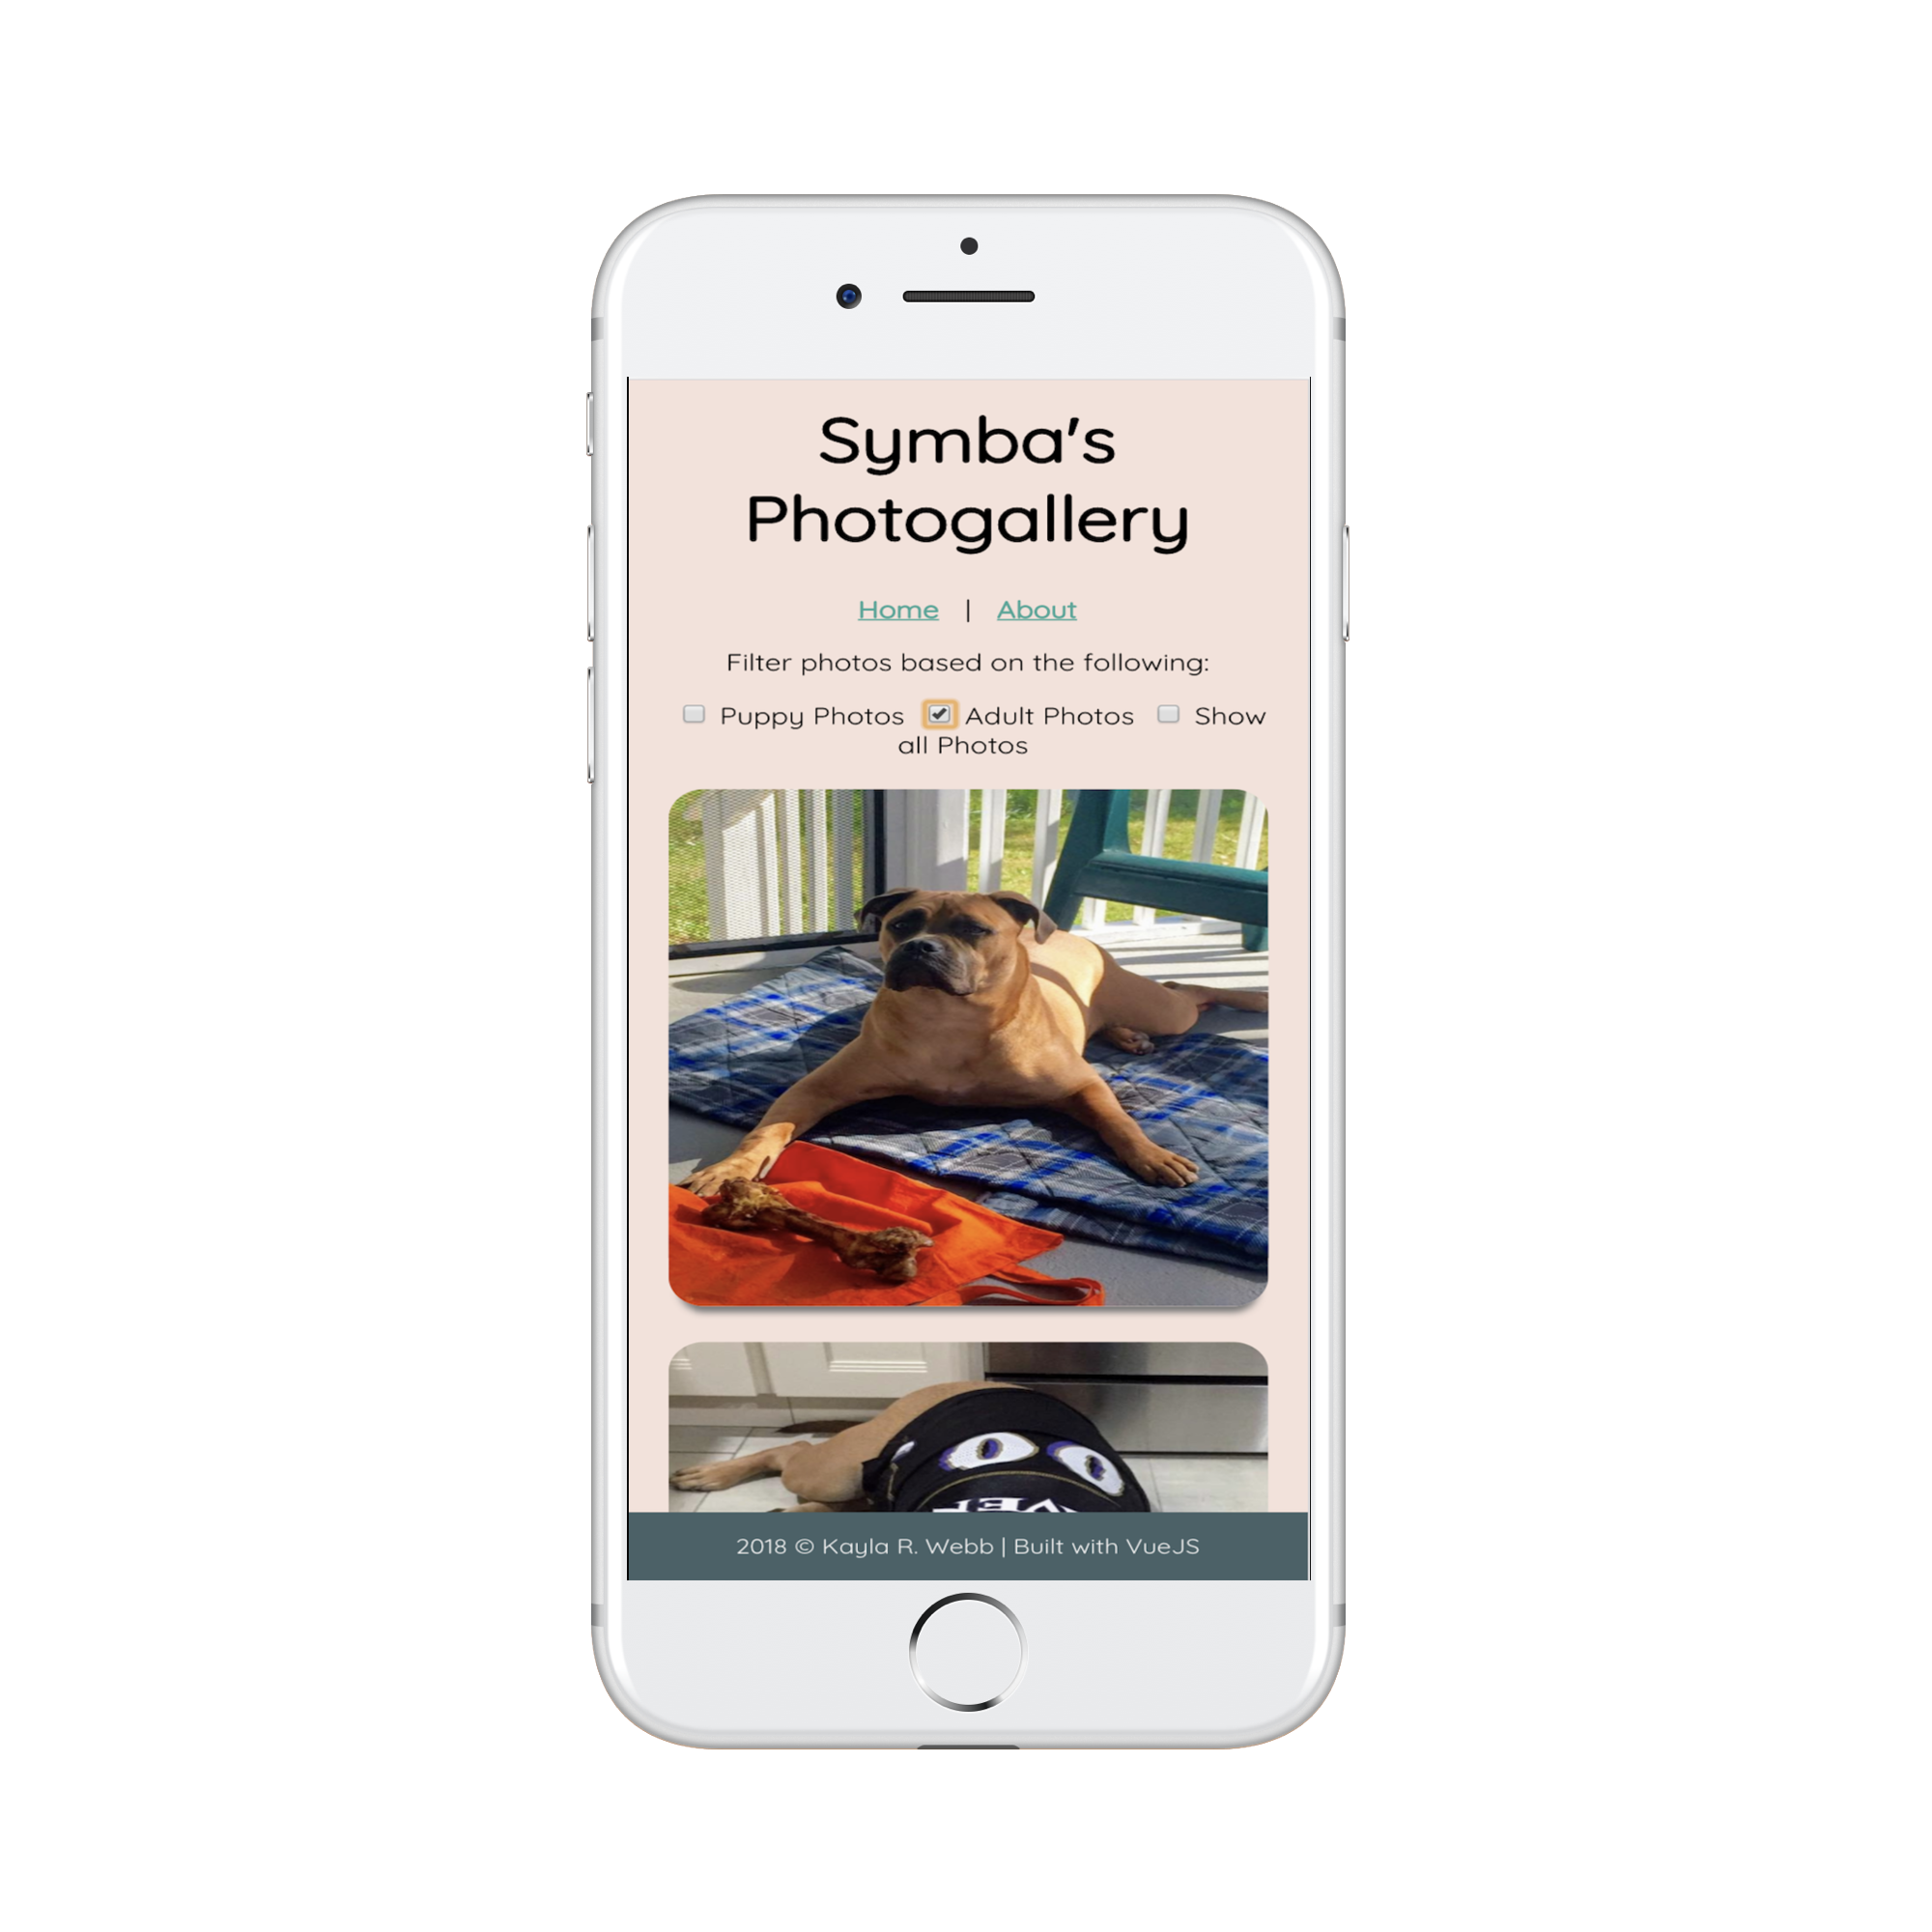 Symba's
Photogallery
Home | About
Filter photos based on the following:
Puppy Photos Adult Photos Show
all Photos
2018 © Kayla R. Webb | Built with VueJS